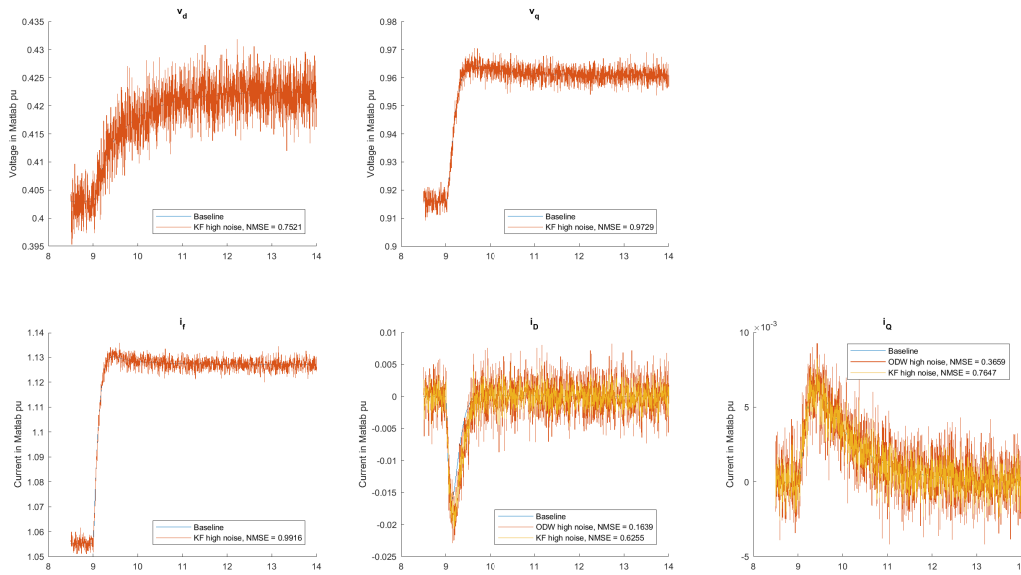 v_d
Voltage in Matlab pu
0.435
0.43
0.425
0.42
0.415
0.41
0.405
0.4
0.395
Baseline
KF high noise, NMSE = 0.7521
8 9 10 11 12 13 14
v_q
Voltage in Matlab pu
0.98
0.97
0.96
0.95
0.94
0.93
0.92
0.91
0.9
Baseline
KF high noise, NMSE = 0.9729
8 9 10 11 12 13 14
i_f
Current in Matlab pu
1.14
1.13
1.12
1.11
1.1
1.09
1.08
1.07
1.06
1.05
Baseline
KF high noise, NMSE = 0.9916
8 9 10 11 12 13 14
i_D
Current in Matlab pu
0.01
0.005
0
-0.005
-0.01
-0.015
-0.02
-0.025
Baseline
ODW high noise, NMSE = 0.1639
KF high noise, NMSE = 0.6255
8 9 10 11 12 13 14
i_Q
Current in Matlab pu
×10^-3
10
5
0
-5
Baseline
ODW high noise, NMSE = 0.3659
KF high noise, NMSE = 0.7647
8 9 10 11 12 13